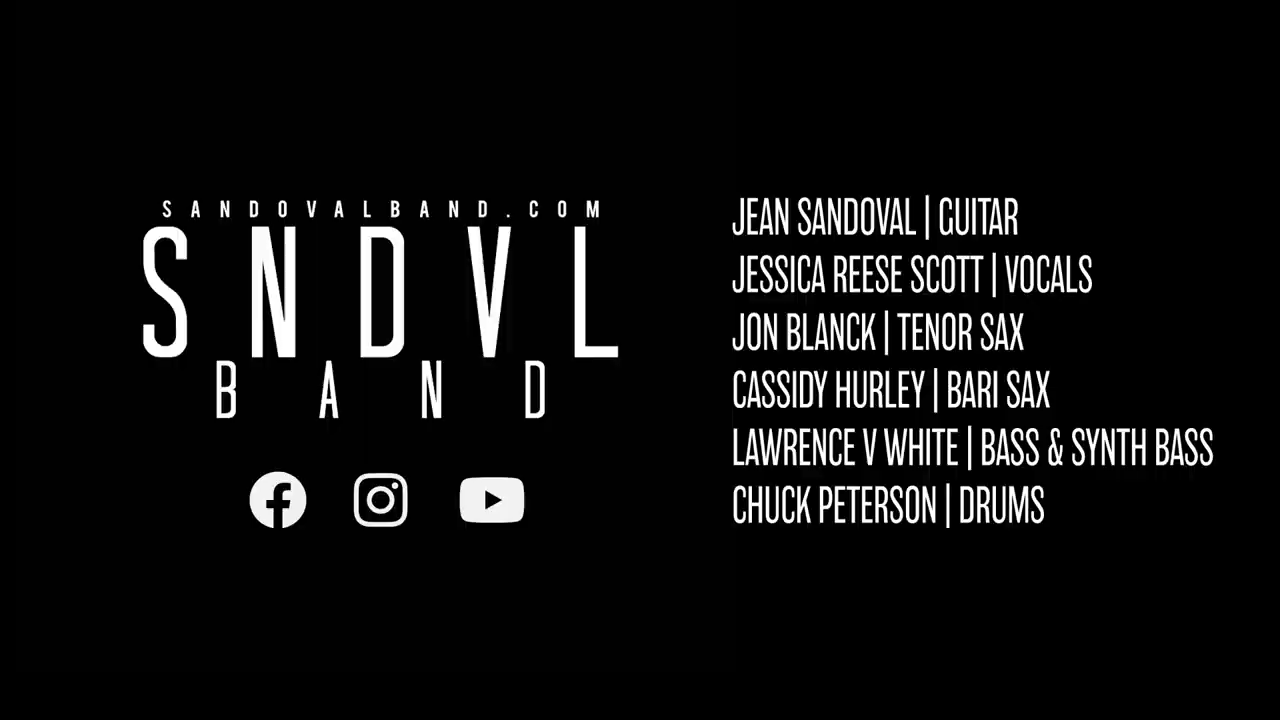 SANDOVALBAND.COM
SNDVL
BAND
JEAN SANDOVAL | GUITAR
JESSICA REESE SCOTT | VOCALS
JON BLANCK | TENOR SAX
CASSIDY HURLEY | BARI SAX
LAWRENCE V WHITE | BASS & SYNTH BASS
CHUCK PETERSON | DRUMS